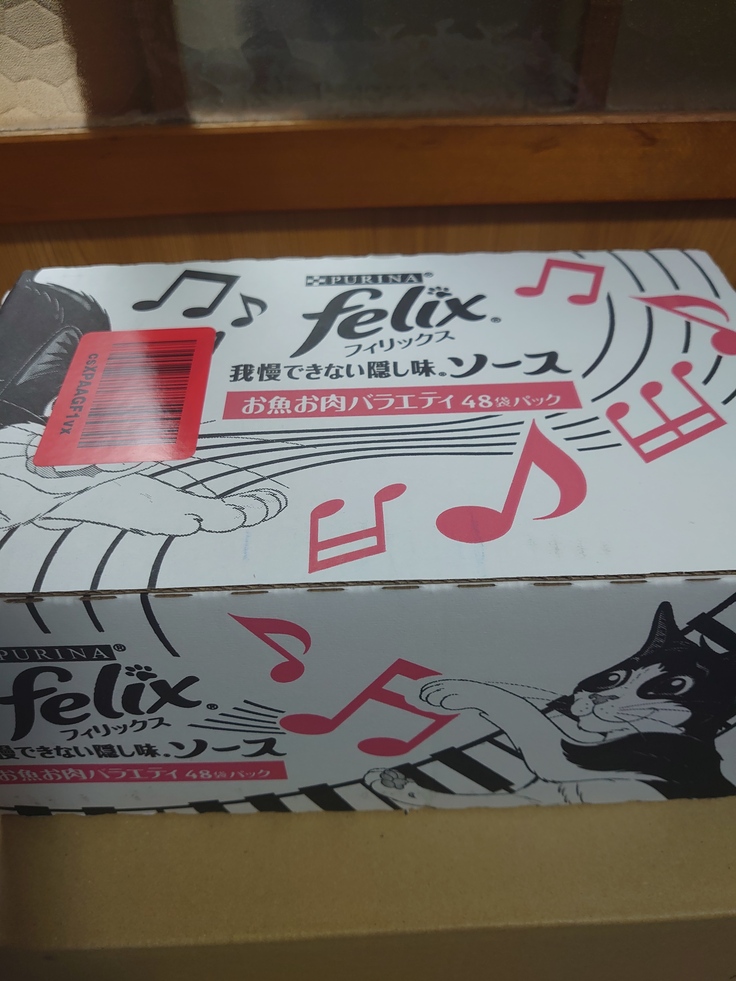 PURINA®
felix®
フィリックス
我慢できない隠し味®ソース
お魚お肉バラエティ 48袋パック
CSXPAAGF1VX
PURINA®
felix®
フィリックス
慢できない隠し味®ソース
お魚お肉バラエティ 48袋パック